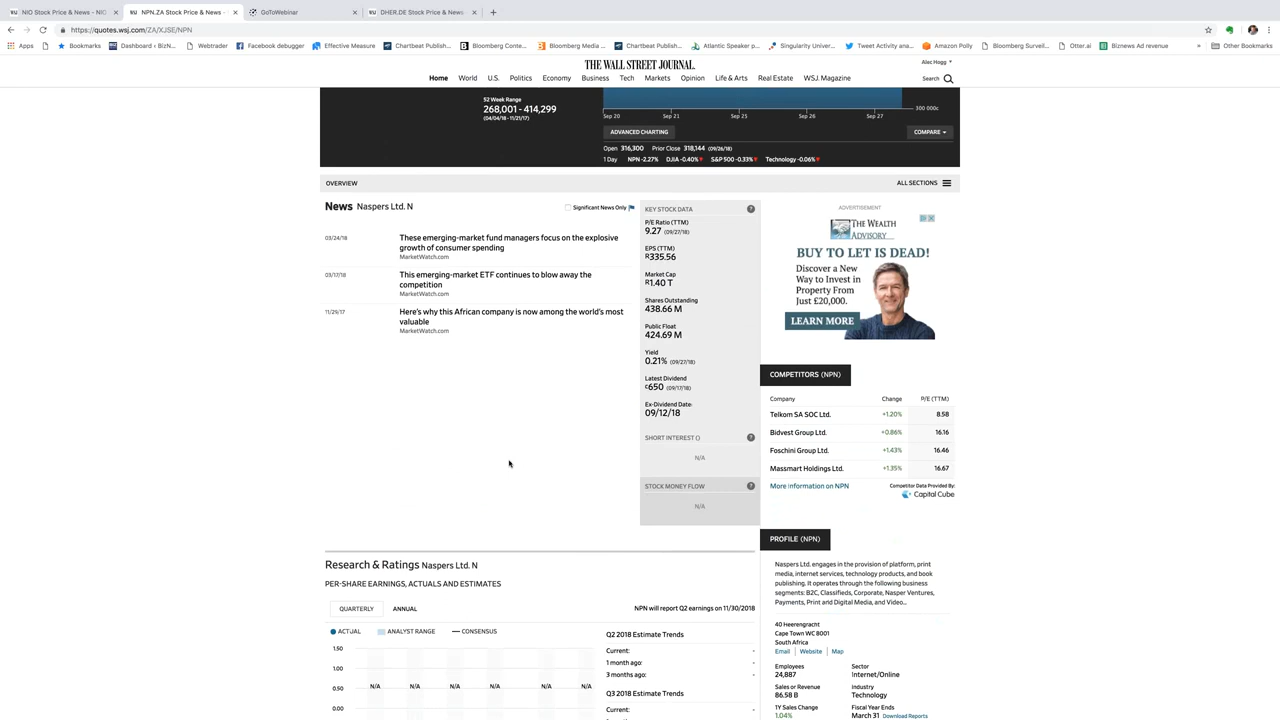 NIO Stock Price & News - NIO
NPN.ZA Stock Price & News -
GoToWebinar
DHER.DE Stock Price & News
https://quotes.wsj.com/ZA/XJSE/NPN
Apps
Bookmarks
Dashboard ‹ BizN...
Webtrader
Facebook debugger
Effective Measure
Chartbeat Publish...
Bloomberg Conte...
Bloomberg Media ...
Chartbeat Publish...
Atlantic Speaker p...
Singularity Univer...
Twitter Activity ana...
Amazon Polly
Bloomberg Surveil...
Otter.ai
Biznews Ad revenue
»
Other Bookmarks
THE WALL STREET JOURNAL.
Alec Hogg
Home World U.S. Politics Economy Business Tech Markets Opinion Life & Arts Real Estate WSJ. Magazine
Search
52 Week Range
268,001 - 414,299
(04/04/18 - 11/21/17)
300 000c
Sep 20 Sep 21 Sep 25 Sep 26 Sep 27
ADVANCED CHARTING
COMPARE
Open 316,300 Prior Close 318,144 (09/26/18)
1 Day NPN -2.27% DJIA -0.40% S&P 500 -0.33% Technology -0.06%
OVERVIEW
ALL SECTIONS
News Naspers Ltd. N
Significant News Only
03/24/18
These emerging-market fund managers focus on the explosive
growth of consumer spending
MarketWatch.com
03/17/18
This emerging-market ETF continues to blow away the
competition
MarketWatch.com
11/29/17
Here's why this African company is now among the world's most
valuable
MarketWatch.com
KEY STOCK DATA
P/E Ratio (TTM)
9.27 (09/27/18)
EPS (TTM)
R335.56
Market Cap
R1.40 T
Shares Outstanding
438.66 M
Public Float
424.69 M
Yield
0.21% (09/27/18)
Latest Dividend
c650 (09/17/18)
Ex-Dividend Date
09/12/18
SHORT INTEREST ()
N/A
STOCK MONEY FLOW
N/A
ADVERTISEMENT
THE WEALTH
ADVISORY
BUY TO LET IS DEAD!
Discover a New
Way to Invest in
Property From
Just £20,000.
LEARN MORE
COMPETITORS (NPN)
Company Change P/E (TTM)
Telkom SA SOC Ltd. +1.20% 8.58
Bidvest Group Ltd. +0.86% 16.16
Foschini Group Ltd. +1.43% 16.46
Massmart Holdings Ltd. +1.35% 16.67
More Information on NPN
Competitor Data Provided By:
Capital Cube
PROFILE (NPN)
Naspers Ltd. engages in the provision of platform, print
media, internet services, technology products, and book
publishing. It operates through the following business
segments: B2C, Classifieds, Corporate, Nasper Ventures,
Payments, Print and Digital Media, and Video...
40 Heerengracht
Cape Town WC 8001
South Africa
Email | Website | Map
Employees
24,887
Sector
Internet/Online
Sales or Revenue
86.58 B
Industry
Technology
1Y Sales Change
1.04%
Fiscal Year Ends
March 31 Download Reports
Research & Ratings Naspers Ltd. N
PER-SHARE EARNINGS, ACTUALS AND ESTIMATES
QUARTERLY ANNUAL
NPN will report Q2 earnings on 11/30/2018
ACTUAL ANALYST RANGE CONSENSUS
1.50
1.00
0.50
0.00
N/A N/A N/A N/A N/A N/A
Q2 2018 Estimate Trends
Current: -
1 month ago: -
3 months ago: -
Q3 2018 Estimate Trends
Current: -